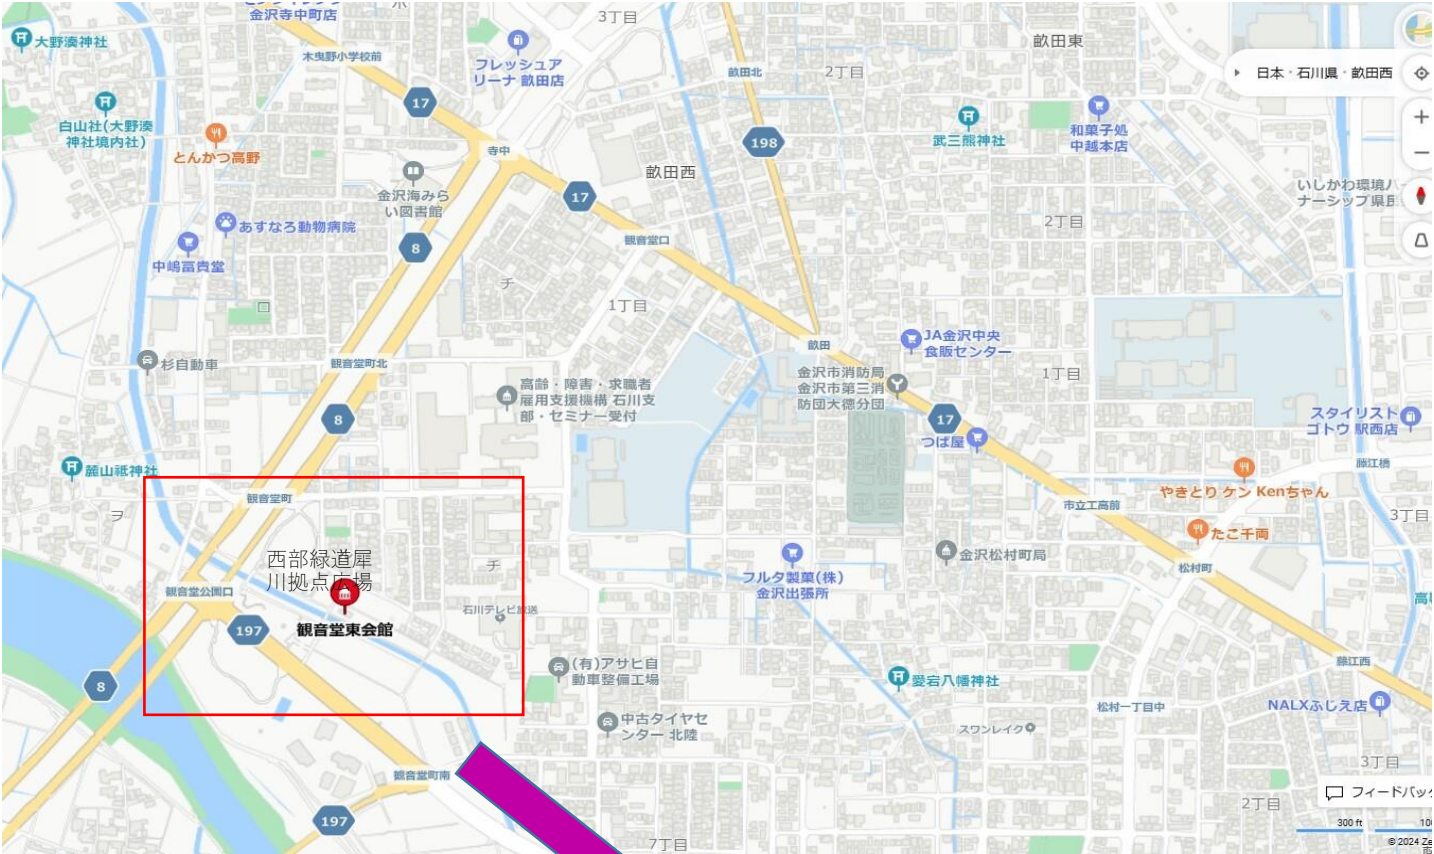 金沢寺中町店
3丁目
大野湊神社
木曳野小学校前
フレッシュア
リーナ 畝田店
畝田北
2丁目
畝田東
日本・石川県・畝田西
17
白山社(大野湊
神社境内社)
とんかつ高野
寺中
198
武三熊神社
和菓子処
中越本店
金沢海みら
い図書館
畝田西
17
いしかわ環境パ
ーナーシップ県民
あすなろ動物病院
8
観音堂口
2丁目
中嶋冨貴堂
チ
ロ
1丁目
畝田
JA金沢中央
食販センター
杉自動車
観音堂町北
高齢・障害・求職者
雇用支援機構 石川支
部・セミナー受付
金沢市消防局
金沢市第三消
防団大徳分団
1丁目
8
17
つば屋
スタイリスト
ゴトウ 駅西店
麓山祇神社
藤江橋
やきとり ケン Kenちゃん
観音堂町
市立工高前
ヲ
3丁目
たこ千両
西部緑道犀
川拠点広場
チ
金沢松村町局
松村町
フルタ製菓(株)
金沢出張所
観音堂公園口
石川テレビ放送
197
観音堂東会館
(有)アサヒ自
動車整備工場
愛宕八幡神社
藤江西
8
松村一丁目中
NALXふじえ店
中古タイヤセ
ンター 北陸
スワンレイク
観音堂町南
3丁目
フィードバック
2丁目
197
300 ft
7丁目
© 2024 Ze